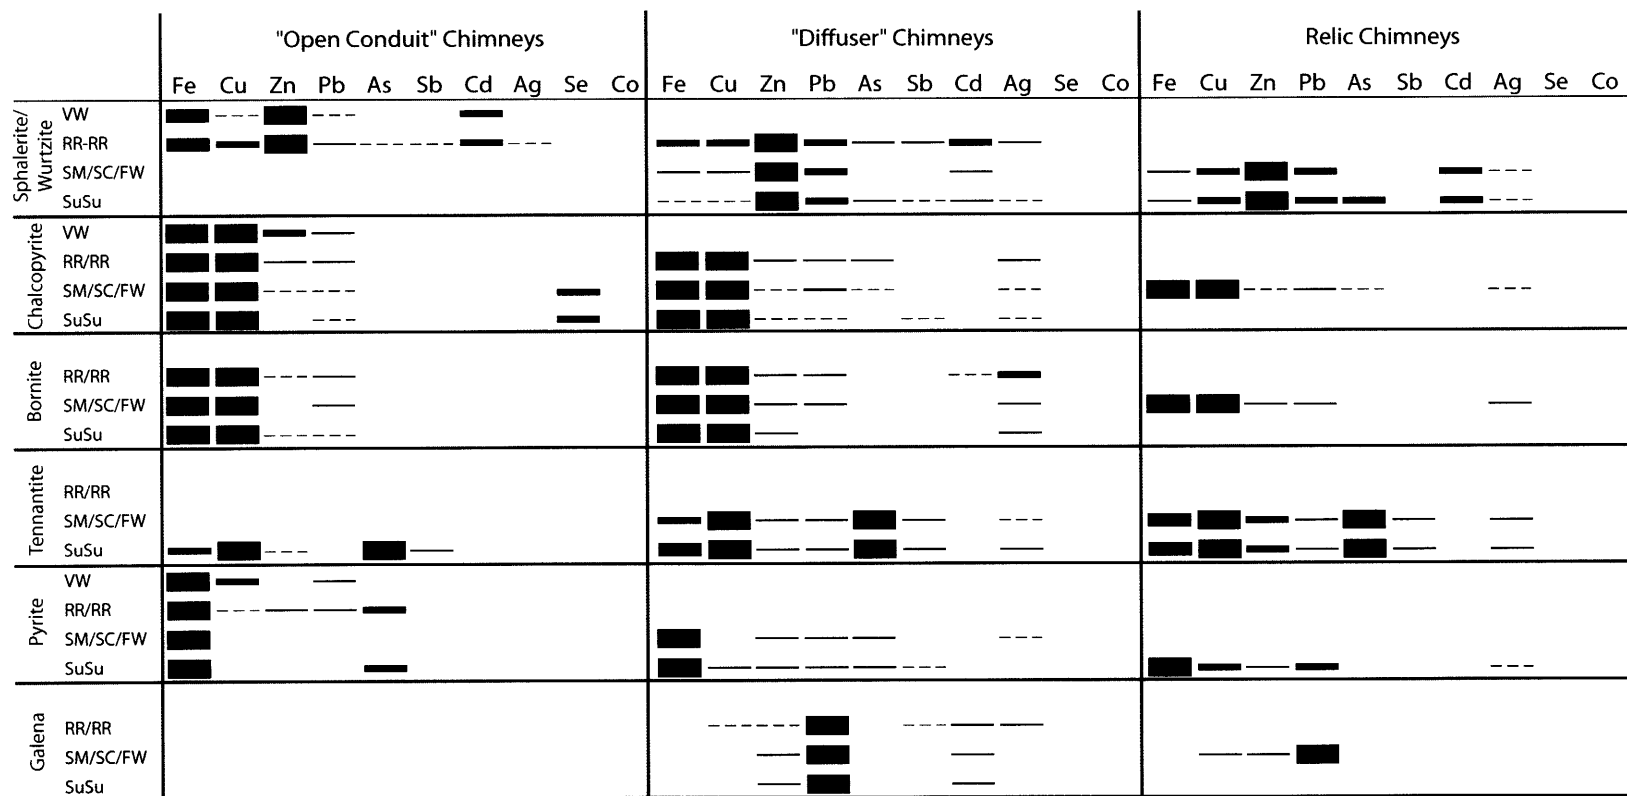 "Open Conduit" Chimneys "Diffuser" Chimneys Relic Chimneys
Fe Cu Zn Pb As Sb Cd Ag Se Co Fe Cu Zn Pb As Sb Cd Ag Se Co Fe Cu Zn Pb As Sb Cd Ag Se Co
Sphalerite/
Wurtzite
VW
RR-RR
SM/SC/FW
SuSu
Chalcopyrite
VW
RR/RR
SM/SC/FW
SuSu
Bornite
RR/RR
SM/SC/FW
SuSu
Tennantite
RR/RR
SM/SC/FW
SuSu
Pyrite
VW
RR/RR
SM/SC/FW
SuSu
Galena
RR/RR
SM/SC/FW
SuSu